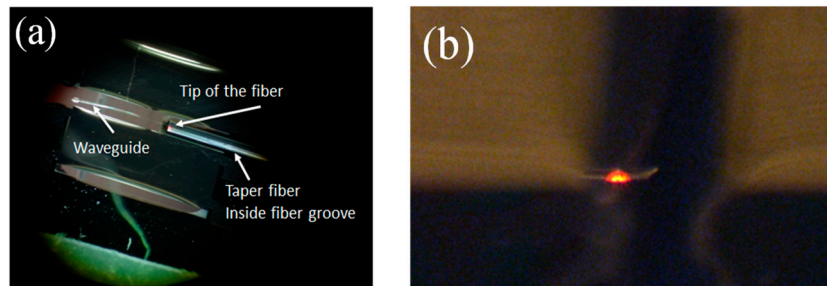 (a)
Tip of the fiber
Waveguide
Taper fiber
Inside fiber groove
(b)